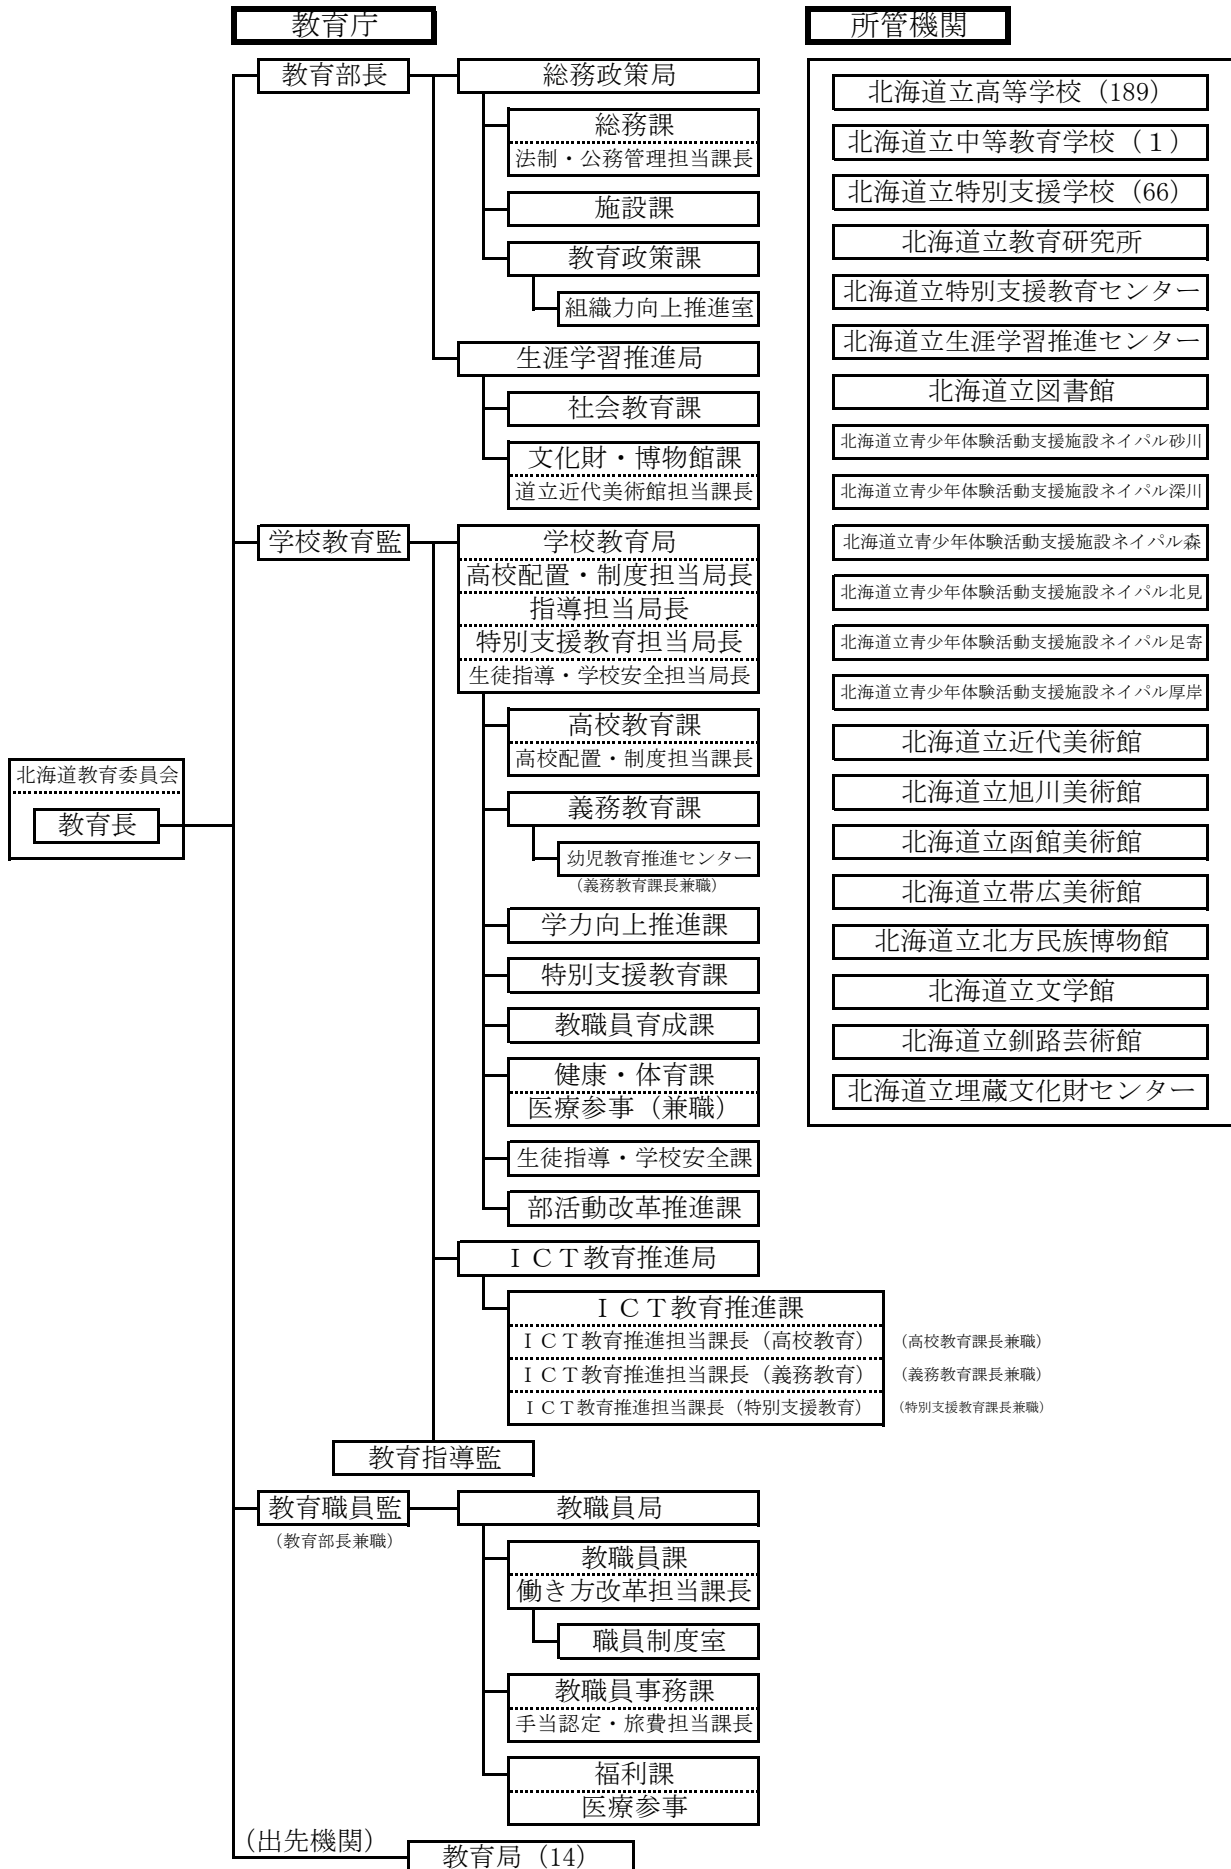 教育庁
教育部長
総務政策局
総務課
法制・公務管理担当課長
施設課
教育政策課
組織力向上推進室
生涯学習推進局
社会教育課
文化財・博物館課
道立近代美術館担当課長
学校教育監
学校教育局
高校配置・制度担当局長
指導担当局長
特別支援教育担当局長
生徒指導・学校安全担当局長
高校教育課
高校配置・制度担当課長
北海道教育委員会
教育長
義務教育課
幼児教育推進センター
(義務教育課長兼職)
学力向上推進課
特別支援教育課
教職員育成課
健康・体育課
医療参事（兼職）
生徒指導・学校安全課
部活動改革推進課
ＩＣＴ教育推進局
ＩＣＴ教育推進課
ＩＣＴ教育推進担当課長（高校教育） （高校教育課長兼職）
ＩＣＴ教育推進担当課長（義務教育） （義務教育課長兼職）
ＩＣＴ教育推進担当課長（特別支援教育） （特別支援教育課長兼職）
教育指導監
教育職員監
（教育部長兼職）
教職員局
教職員課
働き方改革担当課長
職員制度室
教職員事務課
手当認定・旅費担当課長
福利課
医療参事
（出先機関）
教育局（14）
所管機関
北海道立高等学校（189）
北海道立中等教育学校（１）
北海道立特別支援学校（66）
北海道立教育研究所
北海道立特別支援教育センター
北海道立生涯学習推進センター
北海道立図書館
北海道立青少年体験活動支援施設ネイパル砂川
北海道立青少年体験活動支援施設ネイパル深川
北海道立青少年体験活動支援施設ネイパル森
北海道立青少年体験活動支援施設ネイパル北見
北海道立青少年体験活動支援施設ネイパル足寄
北海道立青少年体験活動支援施設ネイパル厚岸
北海道立近代美術館
北海道立旭川美術館
北海道立函館美術館
北海道立帯広美術館
北海道立北方民族博物館
北海道立文学館
北海道立釧路芸術館
北海道立埋蔵文化財センター